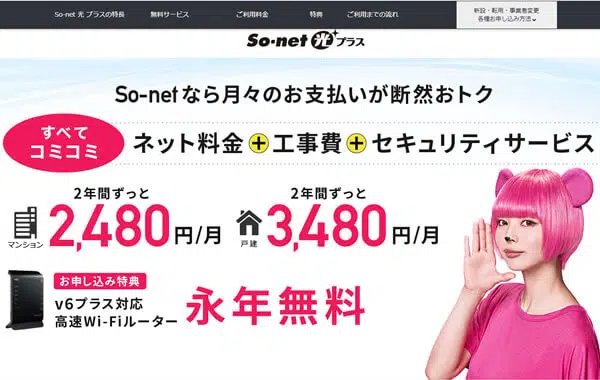 So-net 光 プラスの特長 無料サービス ご利用料金 特典 ご利用までの流れ
新設・転用・事業者変更
各種お申し込み方法
So-net 光 プラス
So-netなら月々のお支払いが断然おトク
すべて
コミコミ
ネット料金+工事費+セキュリティサービス
2年間ずっと
マンション
2,480円/月
2年間ずっと
戸建
3,480円/月
お申し込み特典
v6プラス対応
高速Wi-Fiルーター
永年無料